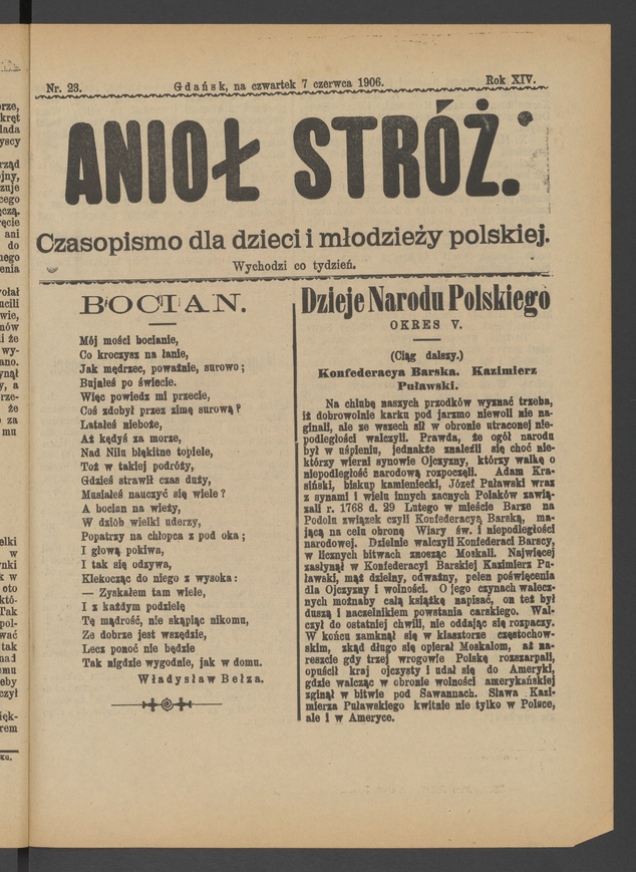 Nr. 23. Gdańsk, na czwartek 7 czerwca 1906. Rok XIV.
ANIOŁ STRÓŻ.
Czasopismo dla dzieci i młodzieży polskiej.
Wychodzi co tydzień.
BOCIAN.
Mój mości bocianie,
Co kroczysz na łanie,
Jak mędrzec, poważnie, surowo;
Bujałeś po świecie.
Więc powiedz mi przecie,
Coś zdobył przez zimę surową?
Latałeś nieboże,
Aż kędyś za morze,
Nad Nilu błękitne topiele,
Toż w takiej podróży,
Gdzieś strawił czas duży,
Musiałeś nauczyć się wiele?
A bocian na wieży,
W dziób wielki uderzy,
Popatrzy na chłopca z pod oka;
I głową pokiwa,
I tak się odzywa,
Klekocząc do niego z wysoka:
— Zyskałem tam wiele,
I z każdym podzielę
Tę mądrość, nie skąpiąc nikomu,
Ze dobrze jest wszędzie,
Lecz ponoć nie będzie
Tak nigdzie wygodnie, jak w domu.
Władysław Bełza.
Dzieje Narodu Polskiego
OKRES V.
(Ciąg dalszy.)
Konfederacya Barska. Kazimierz
Puławski.
Na chlubę naszych przodków wyznać trzeba,
iż dobrowolnie karku pod jarzmo niewoli nie na-
ginali, ale ze wszech sił w obronie utraconej nie-
podległości walczyli. Prawda, że ogół narodu
był w uśpieniu, jednakże znaleźli się choć nie-
którzy wierni synowie Ojczyzny, którzy walkę o
niepodległość narodową rozpoczęli. Adam Kra-
siński, biskup kamieniecki, Józef Puławski wraz
z synami i wielu innych zacnych Polaków zawią-
zali r. 1768 d. 29 Lutego w mieście Barze na
Podolu związek czyli Konfederacyą Barską, ma-
jącą na celu obronę Wiary św. i niepodległości
narodowej. Dzielnie walczyli Konfederaci Barscy,
w licznych bitwach znosząc Moskali. Najwięcej
zasłynął w Konfederacyi Barskiej Kazimierz Pu-
ławski, mąż dzielny, odważny, pełen poświęcenia
dla Ojczyzny i wolności. O jego czynach walecz-
nych możnaby całą książkę napisać, on też był
duszą i naczelnikiem powstania carskiego. Wal-
czył do ostatniej chwili, nie oddając się rozpaczy.
W końcu zamknął się w klasztorze częstochow-
skim, zkąd długo się opierał Moskalom, aż na-
reszcie gdy trzej wrogowie Polskę rozszarpali,
opuścił kraj ojczysty i udał się do Ameryki,
gdzie walcząc w obronie wolności amerykańskiej
zginął w bitwie pod Sawannach. Sława Kazi-
mierza Puławskiego kwitnie nie tylko w Polsce,
ale i w Ameryce.